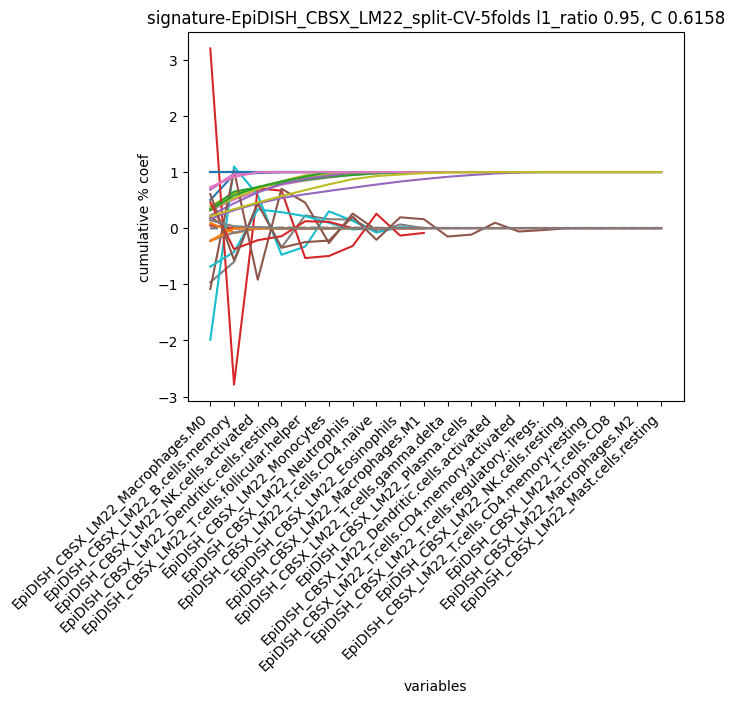 signature-EpiDISH_CBSX_LM22_split-CV-5folds l1_ratio 0.95, C 0.6158
cumulative % coef
3
2
1
0
−1
−2
−3
EpiDISH_CBSX_LM22_Macrophages.M0
EpiDISH_CBSX_LM22_B.cells.memory
EpiDISH_CBSX_LM22_NK.cells.activated
EpiDISH_CBSX_LM22_Dendritic.cells.resting
EpiDISH_CBSX_LM22_T.cells.follicular.helper
EpiDISH_CBSX_LM22_Monocytes
EpiDISH_CBSX_LM22_Neutrophils
EpiDISH_CBSX_LM22_T.cells.CD4.naive
EpiDISH_CBSX_LM22_Eosinophils
EpiDISH_CBSX_LM22_Macrophages.M1
EpiDISH_CBSX_LM22_T.cells.gamma.delta
EpiDISH_CBSX_LM22_Plasma.cells
EpiDISH_CBSX_LM22_Dendritic.cells.activated
EpiDISH_CBSX_LM22_T.cells.CD4.memory.activated
EpiDISH_CBSX_LM22_T.cells.regulatory..Tregs.
EpiDISH_CBSX_LM22_NK.cells.resting
EpiDISH_CBSX_LM22_T.cells.CD4.memory.resting
EpiDISH_CBSX_LM22_T.cells.CD8
EpiDISH_CBSX_LM22_Macrophages.M2
EpiDISH_CBSX_LM22_Mast.cells.resting
variables